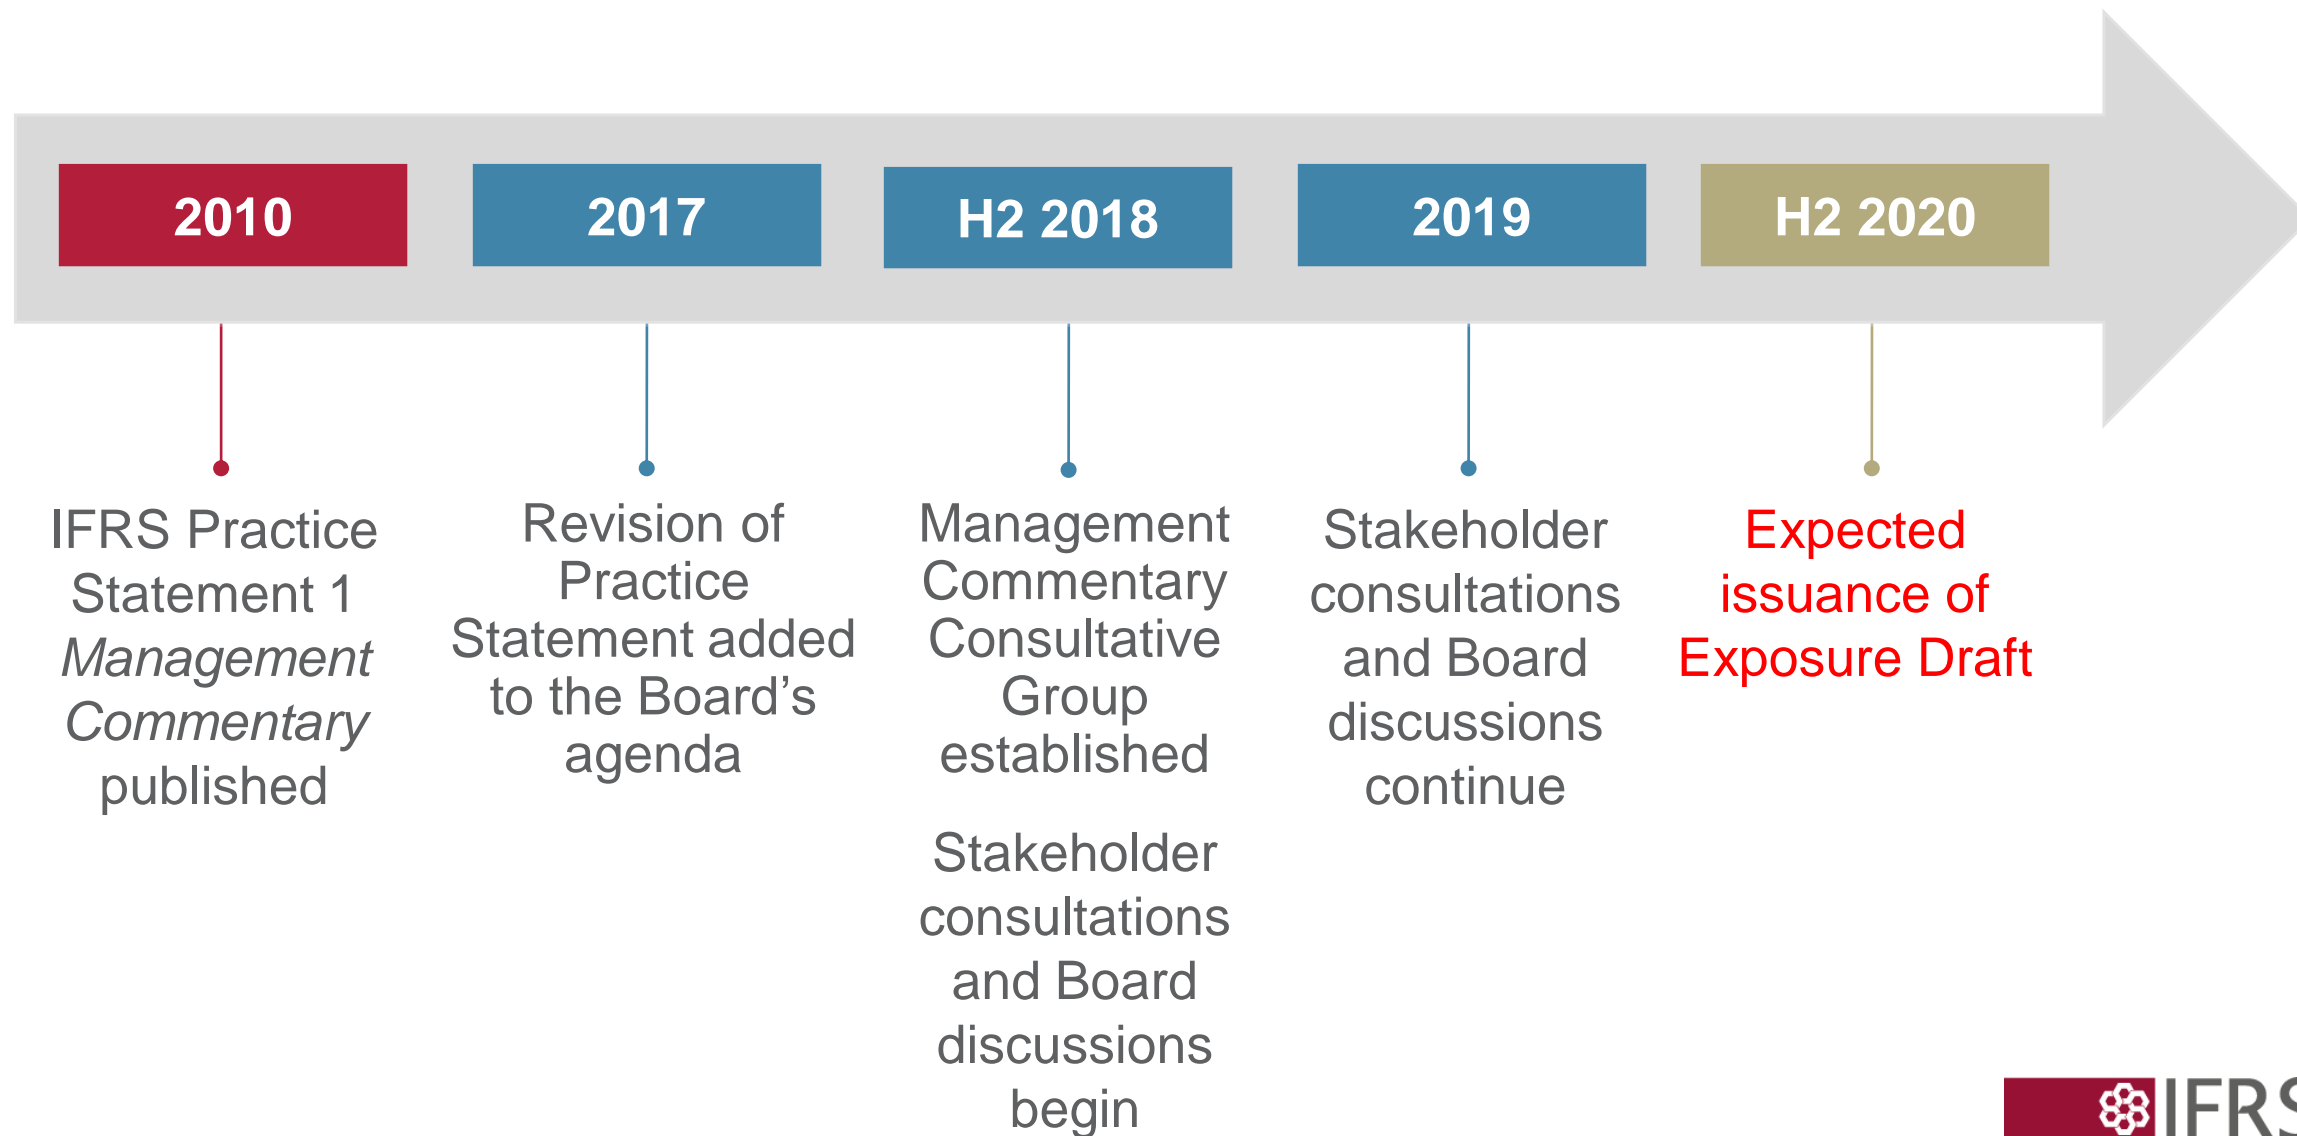 2010
2017
H2 2018
2019
H2 2020
IFRS Practice
Statement 1
Management
Commentary
published
Revision of
Practice
Statement added
to the Board’s
agenda
Management
Commentary
Consultative
Group
established
Stakeholder
consultations
and Board
discussions
begin
Stakeholder
consultations
and Board
discussions
continue
Expected
issuance of
Exposure Draft
IFRS